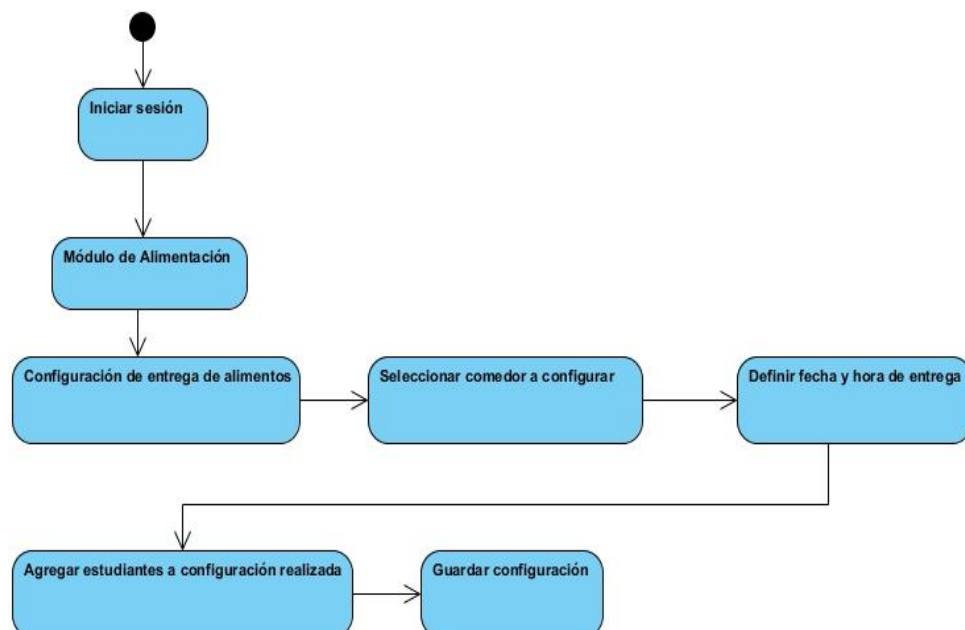 Iniciar sesión
Módulo de Alimentación
Configuración de entrega de alimentos
Seleccionar comedor a configurar
Definir fecha y hora de entrega
Agregar estudiantes a configuración realizada
Guardar configuración